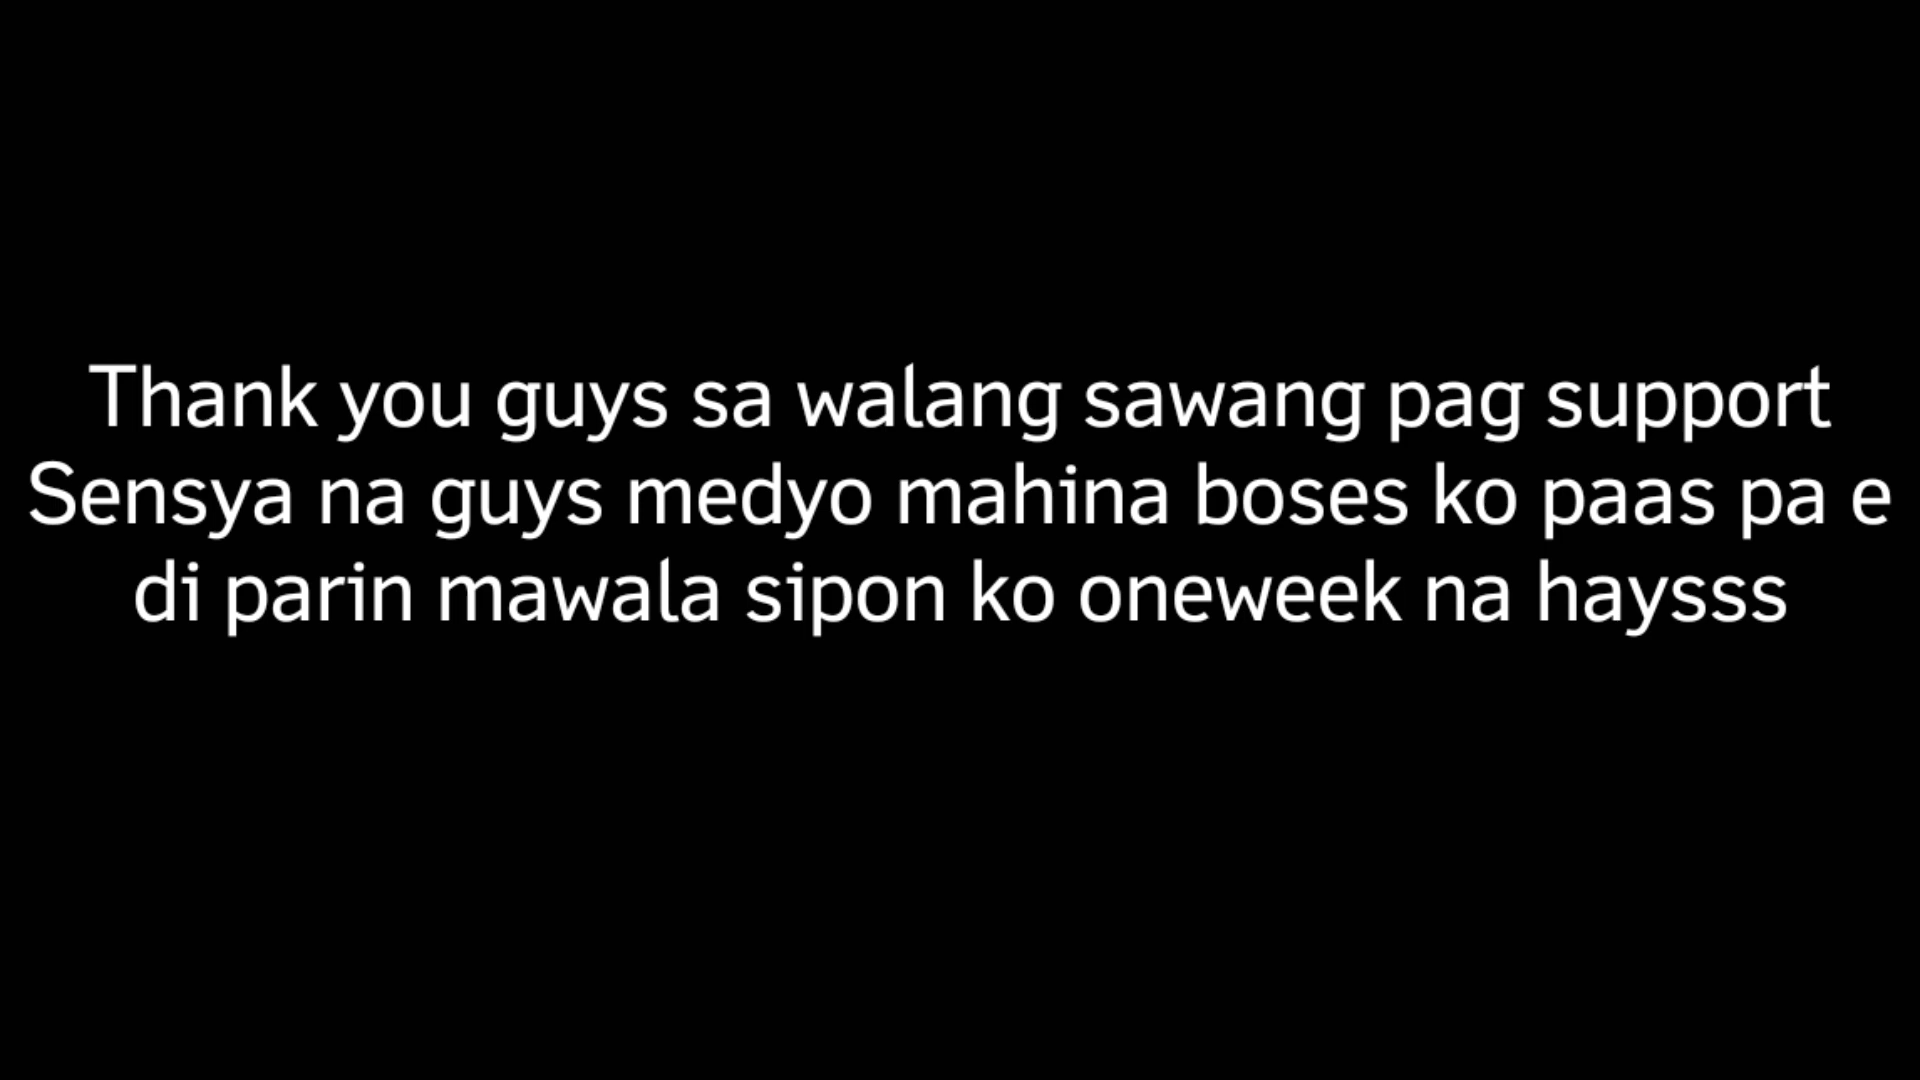 Thank you guys sa walang sawang pag support
Sensya na guys medyo mahina boses ko paas pa e
di parin mawala sipon ko oneweek na haysss